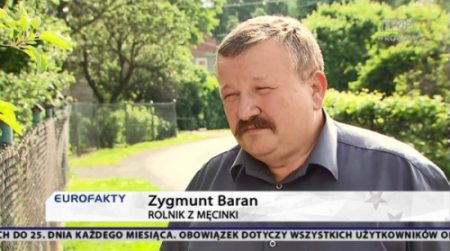 EUROFAKTY
Zygmunt Baran
ROLNIK Z MĘCINKI
CH DO 25. DNIA KAŻDEGO MIESIĄCA. OBOWIĄZEK DOTYCZY WSZYSTKICH UŻYTKOWNIKÓW